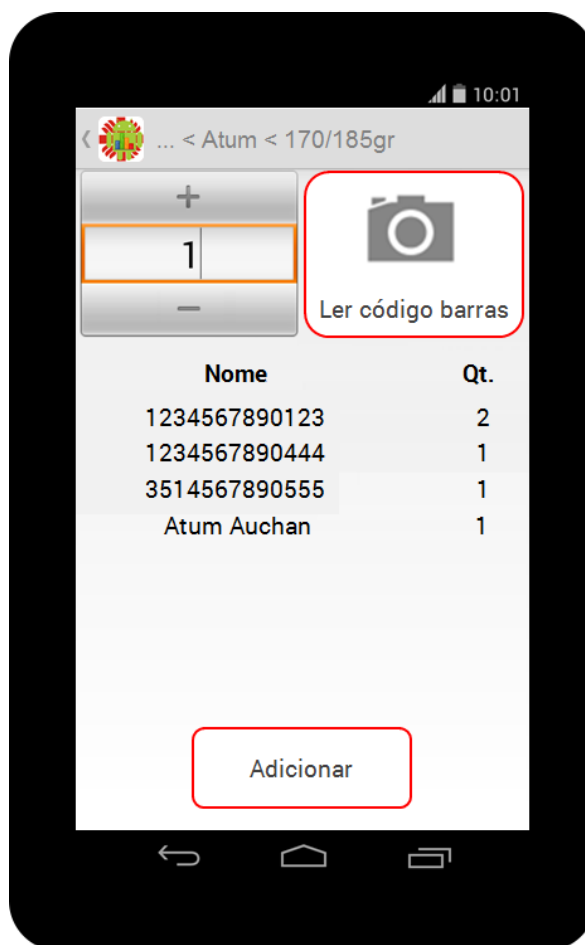 10:01
... < Atum < 170/185gr
+
1
−
Ler código barras
Nome Qt.
1234567890123 2
1234567890444 1
3514567890555 1
Atum Auchan 1
Adicionar